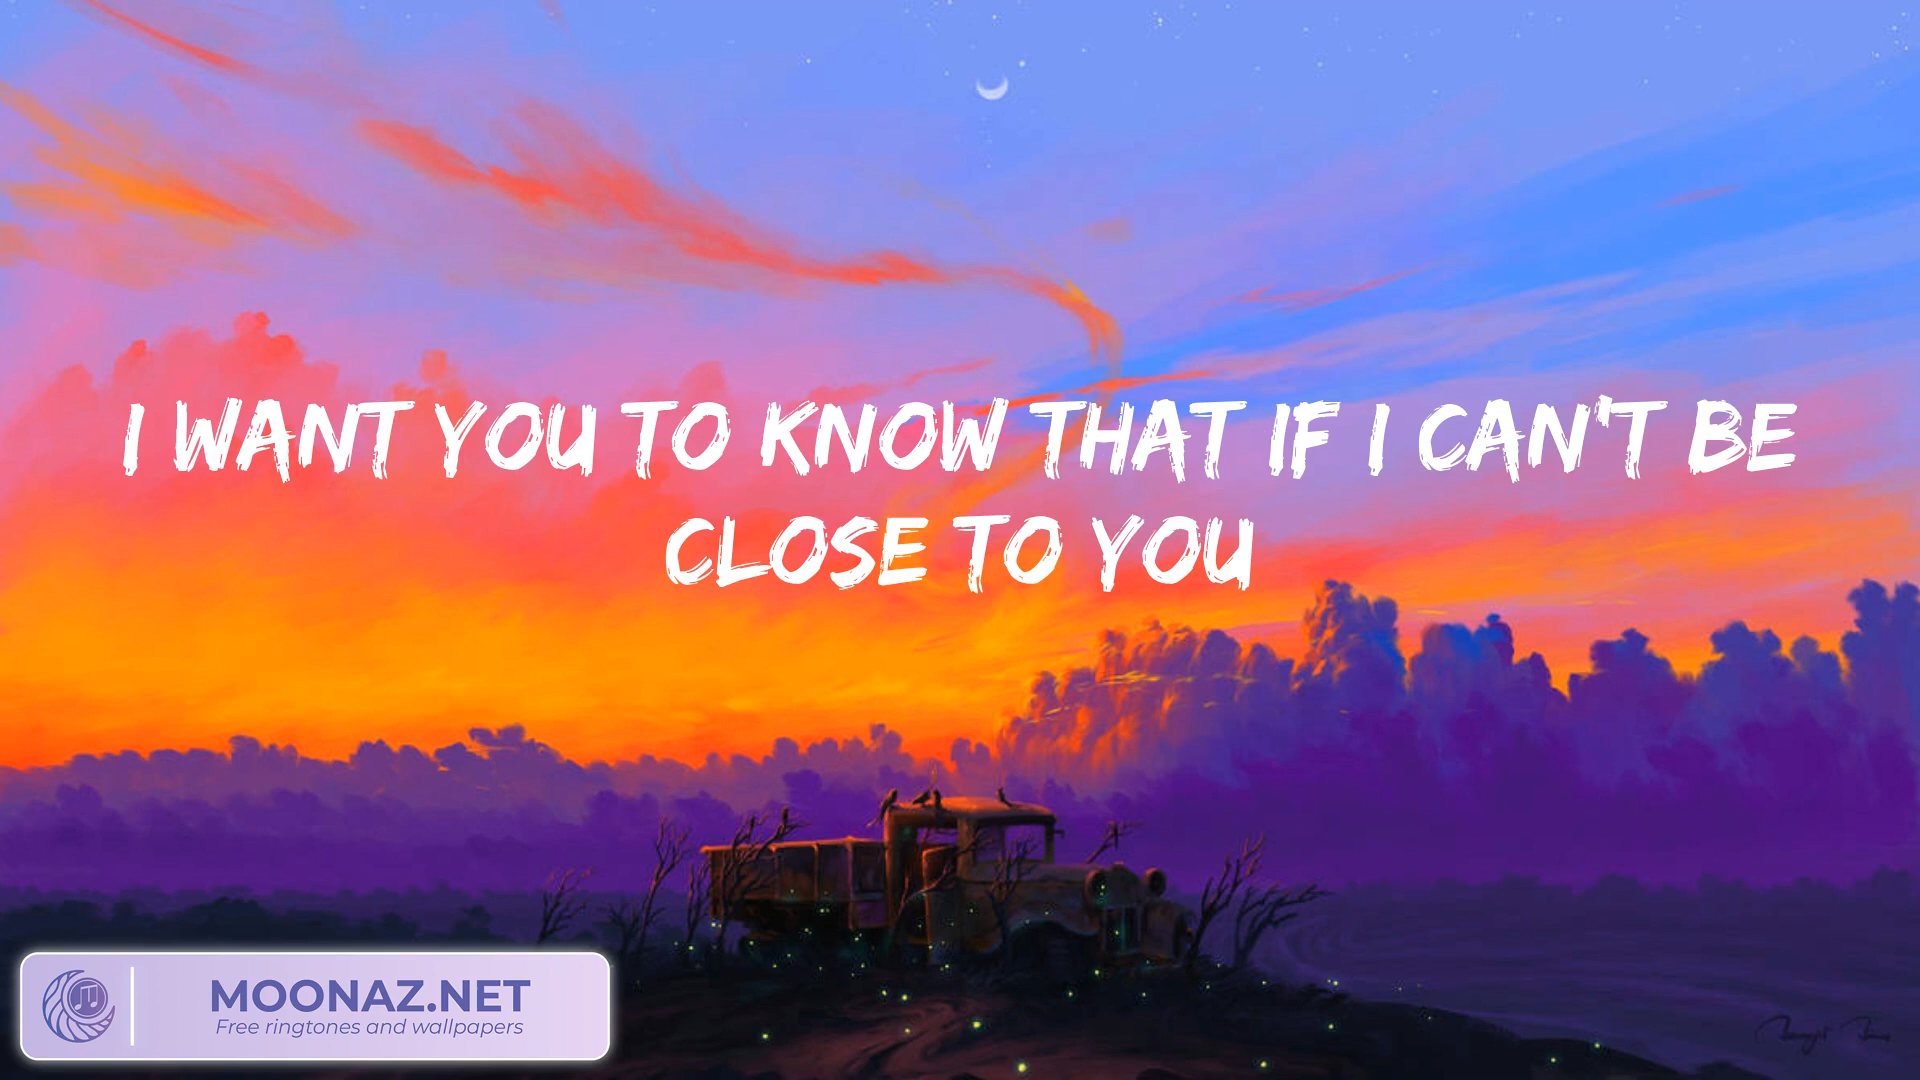 I WANT YOU TO KNOW THAT IF I CAN'T BE
CLOSE TO YOU
MOONAZ.NET
Free ringtones and wallpapers